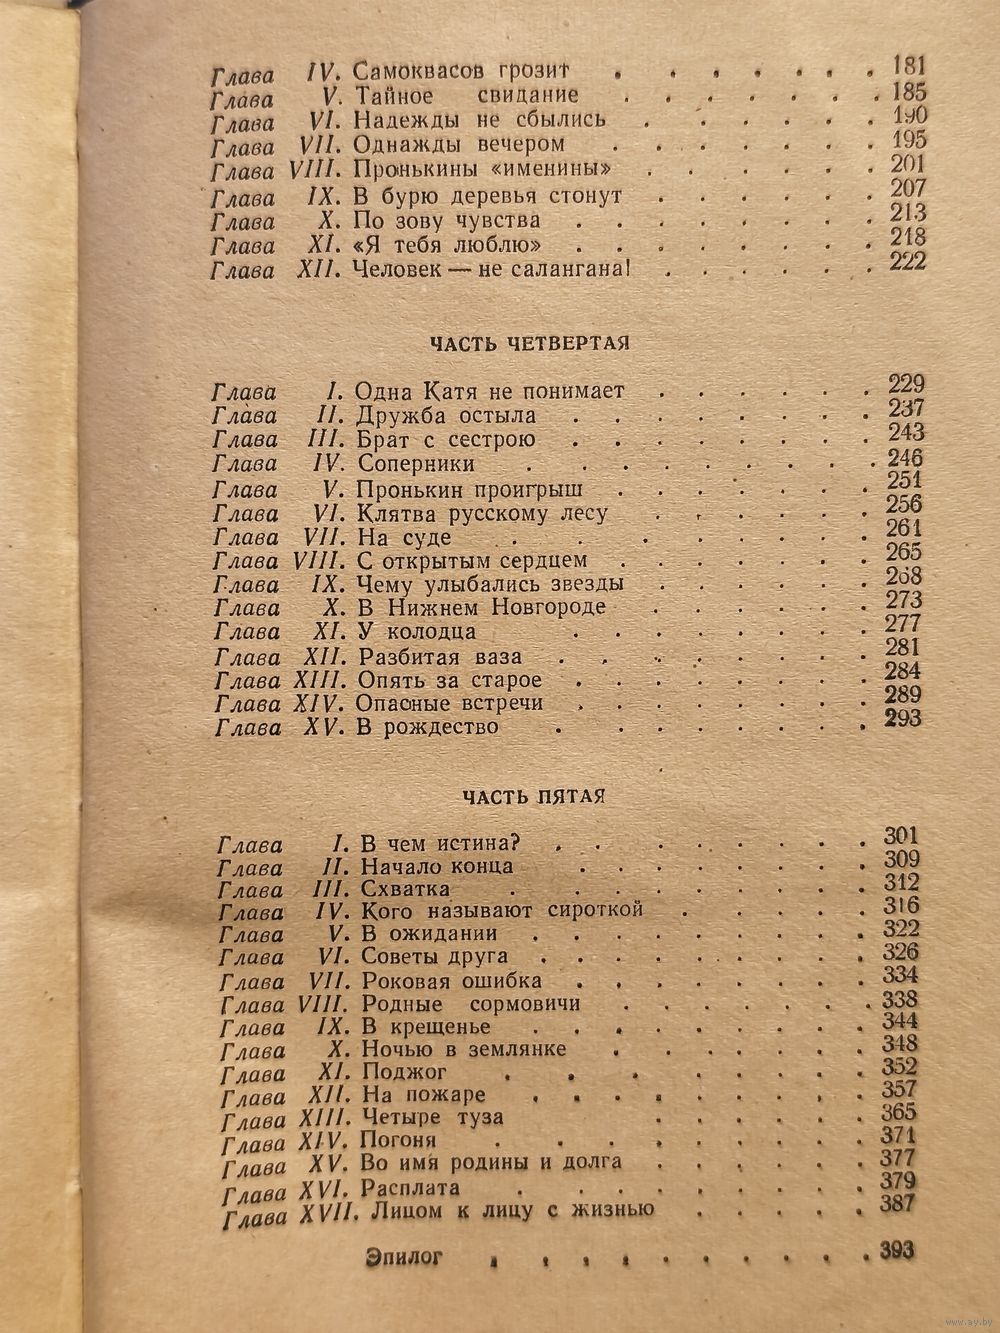 Глава IV. Самоквасов грозит . . . . . . . 181
Глава V. Тайное свидание . . . . . . . 185
Глава VI. Надежды не сбылись . . . . . . 190
Глава VII. Однажды вечером . . . . . . . 195
Глава VIII. Пронькины «именины» . . . . . . 201
Глава IX. В бурю деревья стонут . . . . . . 207
Глава X. По зову чувства . . . . . . . . 213
Глава XI. «Я тебя люблю» . . . . . . . . 218
Глава XII. Человек — не салангана! . . . . . . 222
ЧАСТЬ ЧЕТВЕРТАЯ
Глава I. Одна Катя не понимает . . . . . . 229
Глава II. Дружба остыла . . . . . . . . 237
Глава III. Брат с сестрою . . . . . . . . 243
Глава IV. Соперники . . . . . . . . . 246
Глава V. Пронькин проигрыш . . . . . . . 251
Глава VI. Клятва русскому лесу . . . . . . 256
Глава VII. На суде . . . . . . . . 261
Глава VIII. С открытым сердцем . . . . . . . 265
Глава IX. Чему улыбались звезды . . . . . . 268
Глава X. В Нижнем Новгороде . . . . . . 273
Глава XI. У колодца . . . . . . . . 277
Глава XII. Разбитая ваза . . . . . . . . 281
Глава XIII. Опять за старое . . . . . . . . 284
Глава XIV. Опасные встречи . . . . . . . . 289
Глава XV. В рождество . . . . . . . . 293
ЧАСТЬ ПЯТАЯ
Глава I. В чем истина? . . . . . . . . 301
Глава II. Начало конца . . . . . . . . 309
Глава III. Схватка . . . . . . . . 312
Глава IV. Кого называют сироткой . . . . . 316
Глава V. В ожидании . . . . . . . . . 322
Глава VI. Советы друга . . . . . . . . . 326
Глава VII. Роковая ошибка . . . . . . . . 334
Глава VIII. Родные сормовичи . . . . . . . 338
Глава IX. В крещенье . . . . . . . . . 344
Глава X. Ночью в землянке . . . . . . . 348
Глава XI. Поджог . . . . . . . . 352
Глава XII. На пожаре . . . . . . . . . 357
Глава XIII. Четыре туза . . . . . . 365
Глава XIV. Погоня . . . . . . . . . 371
Глава XV. Во имя родины и долга . . . . . . 377
Глава XVI. Расплата . . . . . . . . 379
Глава XVII. Лицом к лицу с жизнью . . . . . 387
Эпилог . . . . . . . . . . 393
www.ay.by